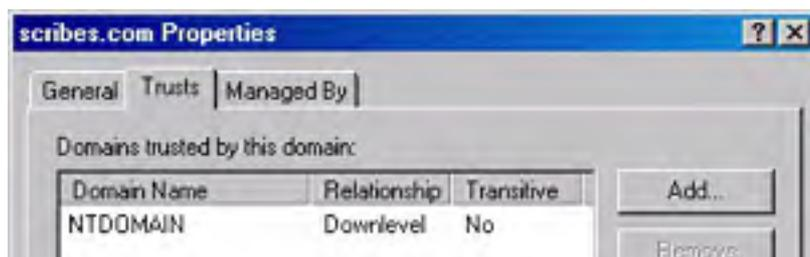 scribes.com Properties ? ×
General Trusts Managed By
Domains trusted by this domain:
Domain Name Relationship Transitive Add...
NTDOMAIN Downlevel No
Remove